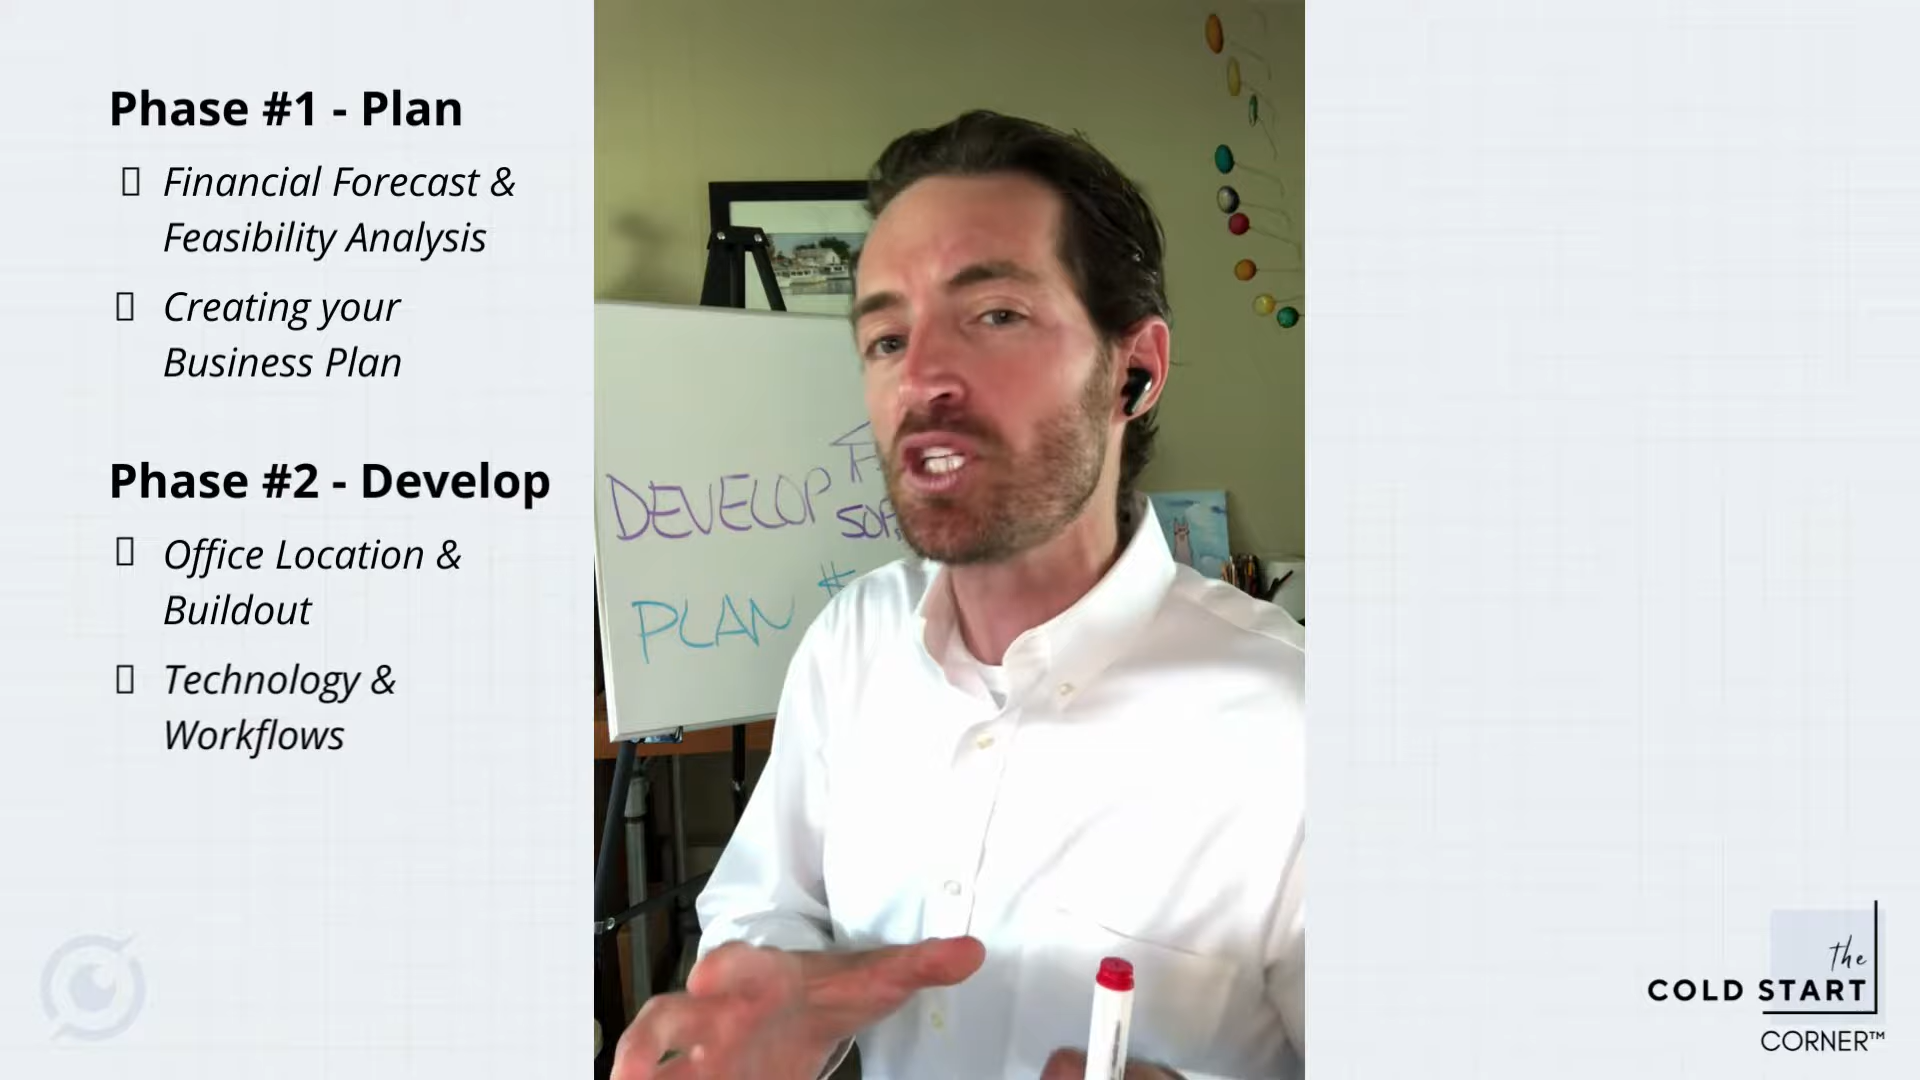 Phase #1 - Plan
Financial Forecast &
Feasibility Analysis
Creating your
Business Plan
Phase #2 - Develop
Office Location &
Buildout
Technology &
Workflows
DEVELOP
PLAN $
the
COLD START
CORNER™